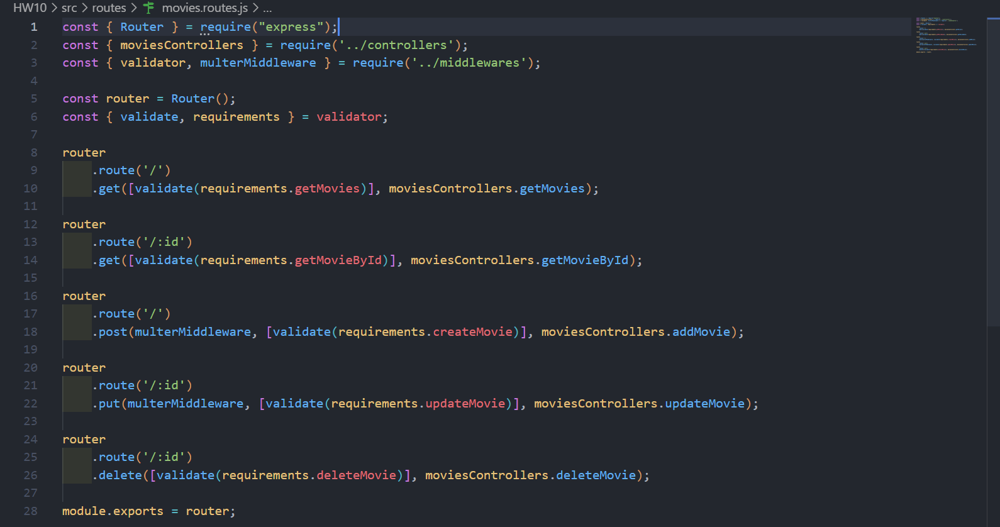 HW10 > src > routes > movies.routes.js > ...
1 const { Router } = require("express");
2 const { moviesControllers } = require('../controllers');
3 const { validator, multerMiddleware } = require('../middlewares');
4
5 const router = Router();
6 const { validate, requirements } = validator;
7
8 router
9     .route('/')
10     .get([validate(requirements.getMovies)], moviesControllers.getMovies);
11
12 router
13     .route('/:id')
14     .get([validate(requirements.getMovieById)], moviesControllers.getMovieById);
15
16 router
17     .route('/')
18     .post(multerMiddleware, [validate(requirements.createMovie)], moviesControllers.addMovie);
19
20 router
21     .route('/:id')
22     .put(multerMiddleware, [validate(requirements.updateMovie)], moviesControllers.updateMovie);
23
24 router
25     .route('/:id')
26     .delete([validate(requirements.deleteMovie)], moviesControllers.deleteMovie);
27
28 module.exports = router;